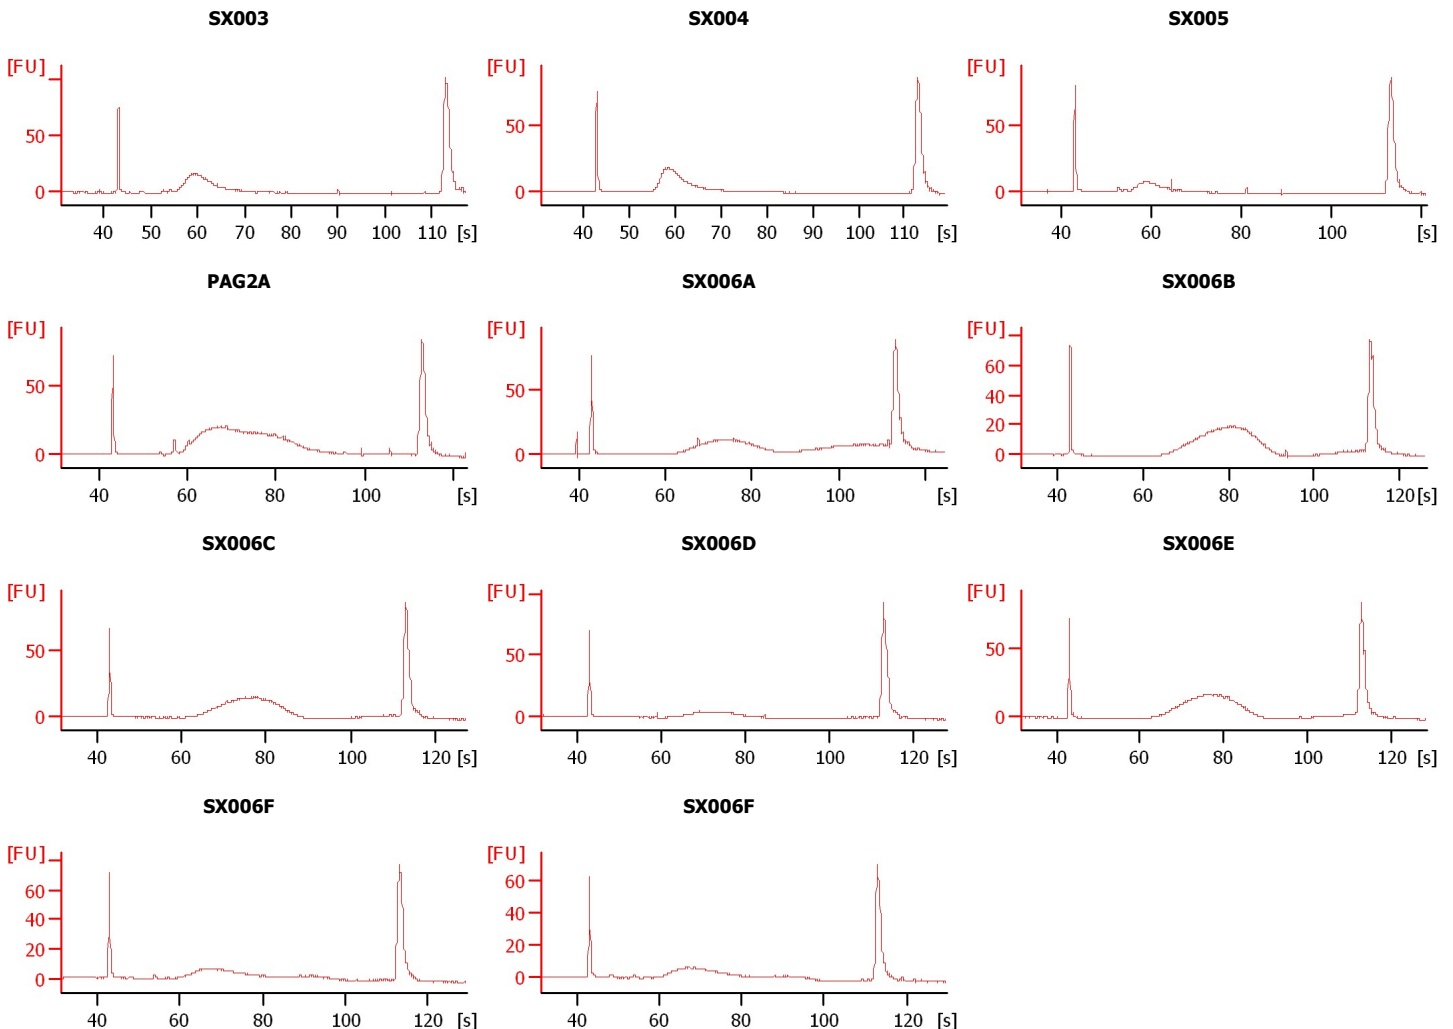 SX003 SX004 SX005
[FU] [FU] [FU]
50 50 50
0 0 0
40 50 60 70 80 90 100 110 [s] 40 50 60 70 80 90 100 110 [s] 40 60 80 100 [s]
PAG2A SX006A SX006B
[FU] [FU] [FU]
50 50 60
40
20
0 0 0
40 60 80 100 [s] 40 60 80 100 [s] 40 60 80 100 120 [s]
SX006C SX006D SX006E
[FU] [FU] [FU]
50 50 50
0 0 0
40 60 80 100 120 [s] 40 60 80 100 120 [s] 40 60 80 100 120 [s]
SX006F SX006F
[FU] [FU]
60 60
40 40
20 20
0 0
40 60 80 100 120 [s] 40 60 80 100 120 [s]